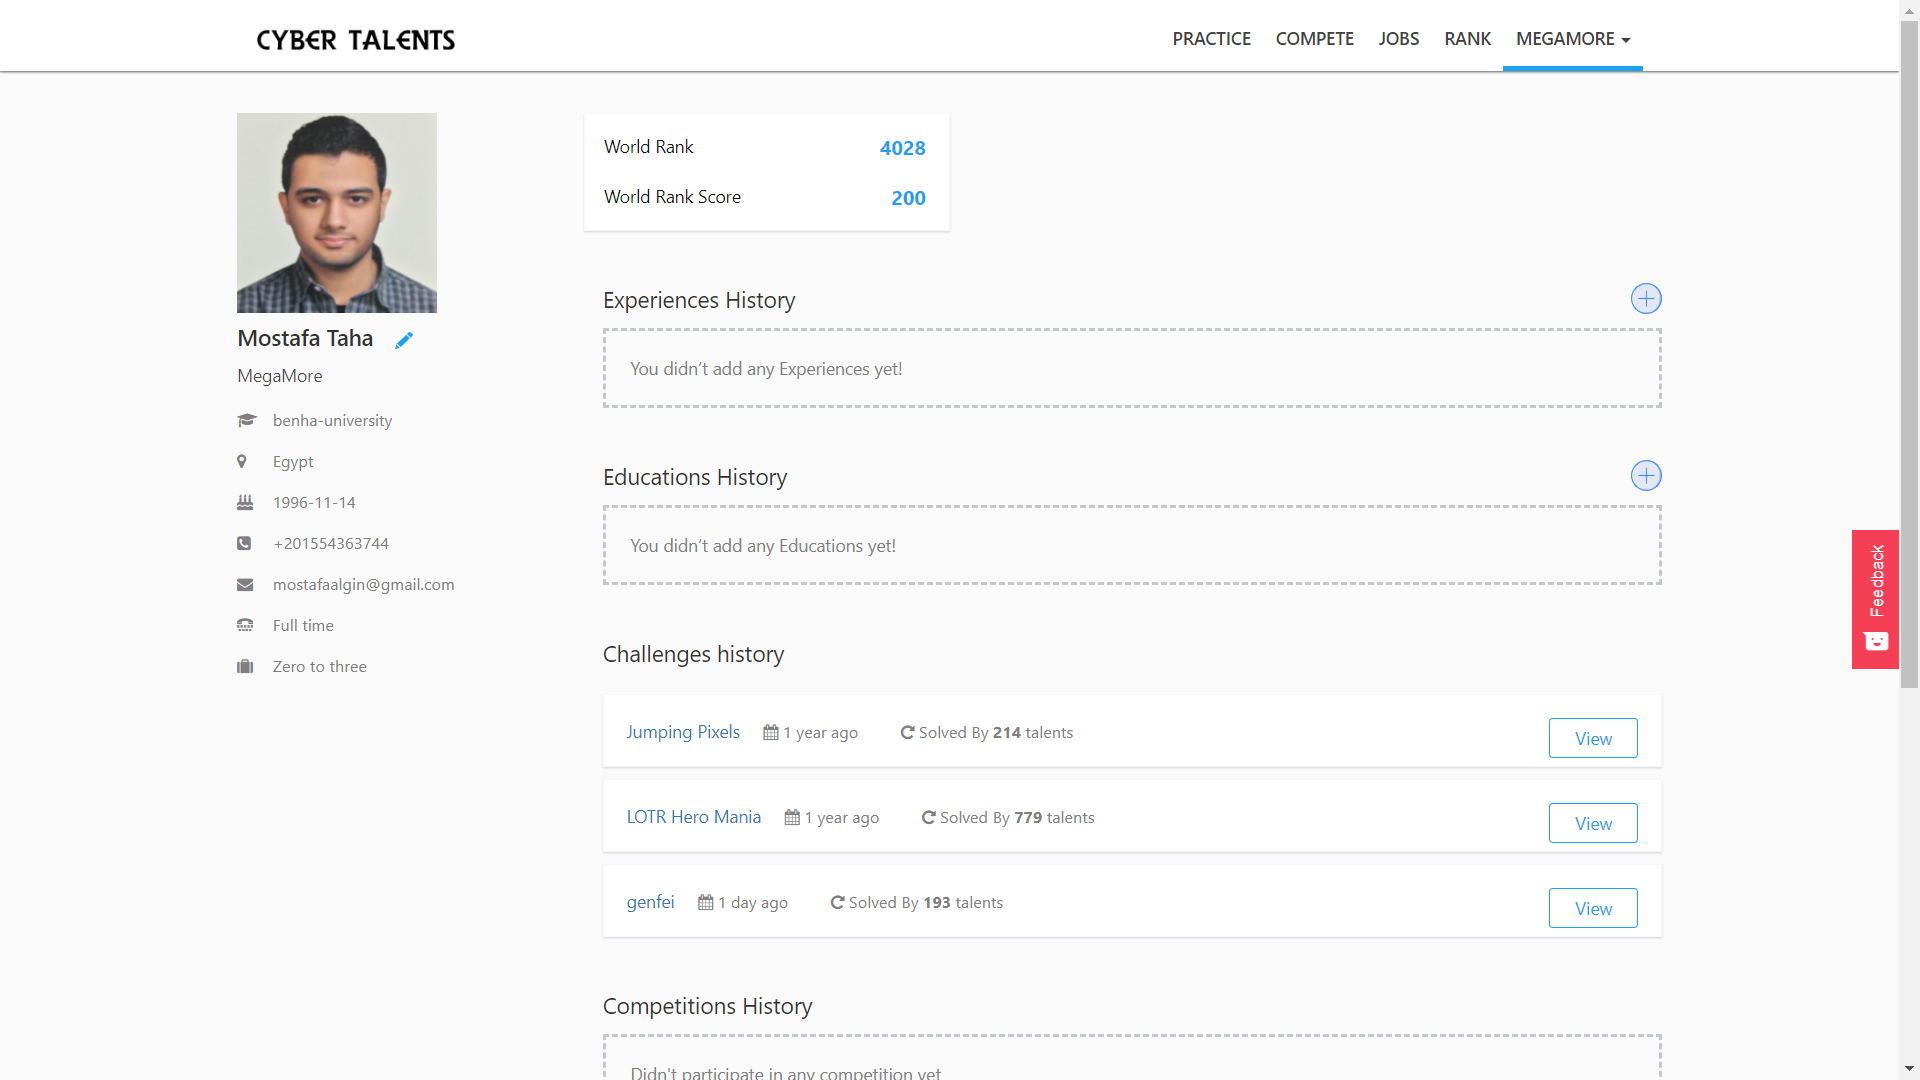 CYBER TALENTS
PRACTICE COMPETE JOBS RANK MEGAMORE
World Rank 4028
World Rank Score 200
Mostafa Taha
MegaMore
benha-university
Egypt
1996-11-14
+201554363744
mostafaalgin@gmail.com
Full time
Zero to three
Experiences History
You didn’t add any Experiences yet!
Educations History
You didn’t add any Educations yet!
Challenges history
Jumping Pixels 1 year ago Solved By 214 talents View
LOTR Hero Mania 1 year ago Solved By 779 talents View
genfei 1 day ago Solved By 193 talents View
Competitions History
Didn't participate in any competition yet
Feedback